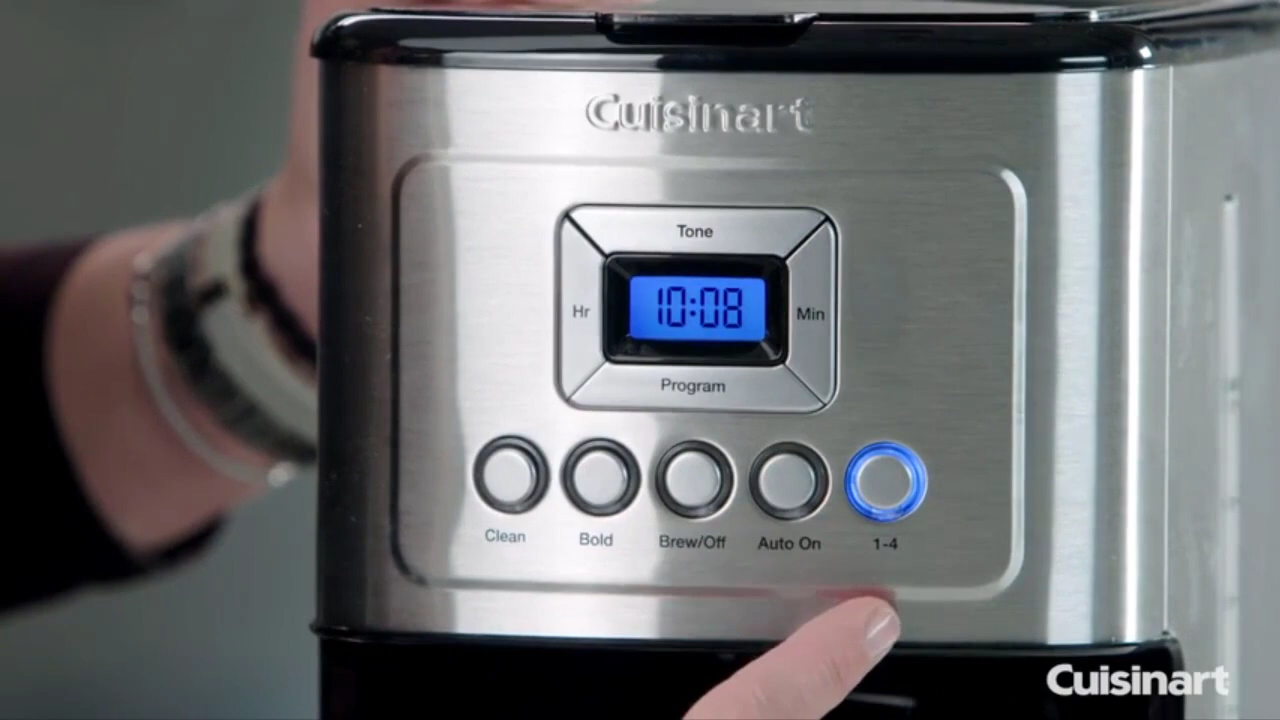 Cuisinart
Tone
Hr
10:08
Min
Program
Clean
Bold
Brew/Off
Auto On
1-4
Cuisinart